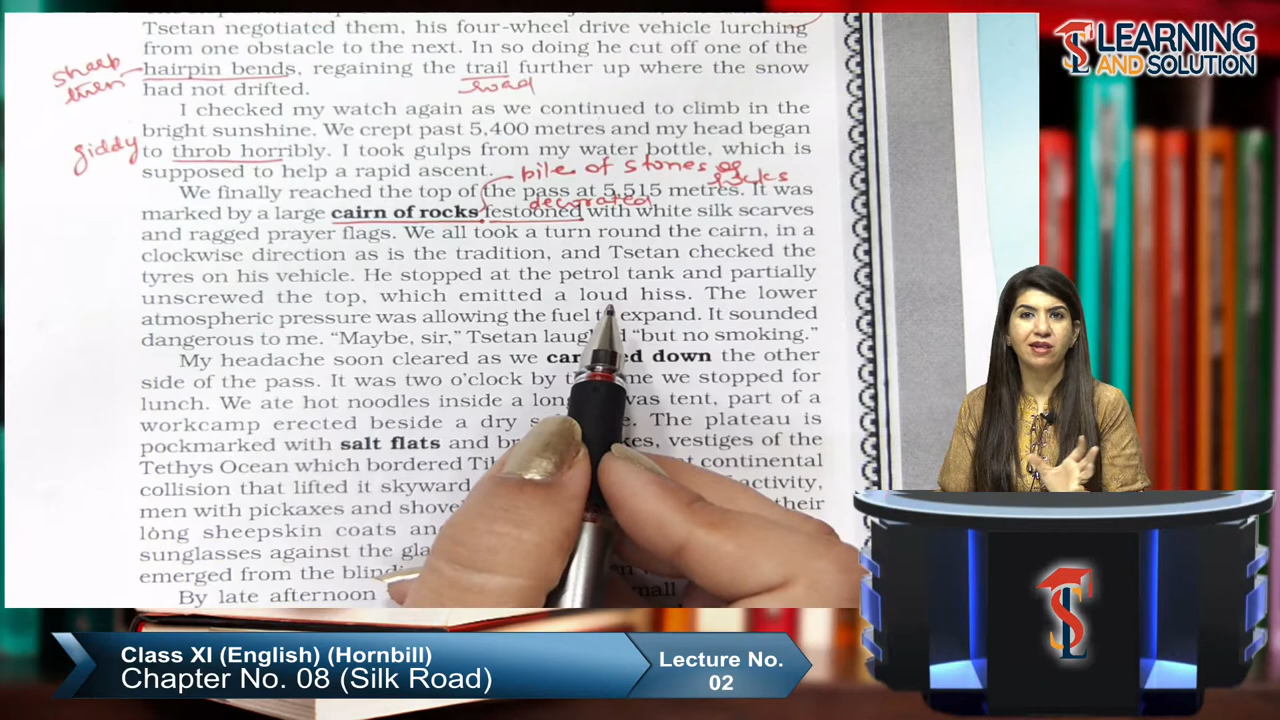 Tsetan negotiated them, his four-wheel drive vehicle lurching
from one obstacle to the next. In so doing he cut off one of the
sheep
turn
hairpin bends, regaining the trail further up where the snow
road
had not drifted.
I checked my watch again as we continued to climb in the
bright sunshine. We crept past 5,400 metres and my head began
giddy
to throb horribly. I took gulps from my water bottle, which is
supposed to help a rapid ascent.
pile of stones or
rocks
We finally reached the top of the pass at 5,515 metres. It was
decorated
marked by a large cairn of rocks festooned with white silk scarves
and ragged prayer flags. We all took a turn round the cairn, in a
clockwise direction as is the tradition, and Tsetan checked the
tyres on his vehicle. He stopped at the petrol tank and partially
unscrewed the top, which emitted a loud hiss. The lower
atmospheric pressure was allowing the fuel to expand. It sounded
dangerous to me. “Maybe, sir,” Tsetan laug d “but no smoking.”
My headache soon cleared as we car ed down the other
side of the pass. It was two o’clock by t me we stopped for
lunch. We ate hot noodles inside a long vas tent, part of a
workcamp erected beside a dry s e. The plateau is
pockmarked with salt flats and br kes, vestiges of the
Tethys Ocean which bordered Ti t continental
collision that lifted it skyward activity,
men with pickaxes and shove their
long sheepskin coats an
sunglasses against the gla
emerged from the blindi
By late afternoon mall
LEARNING
AND SOLUTION
Class XI (English) (Hornbill)
Chapter No. 08 (Silk Road)
Lecture No.
02